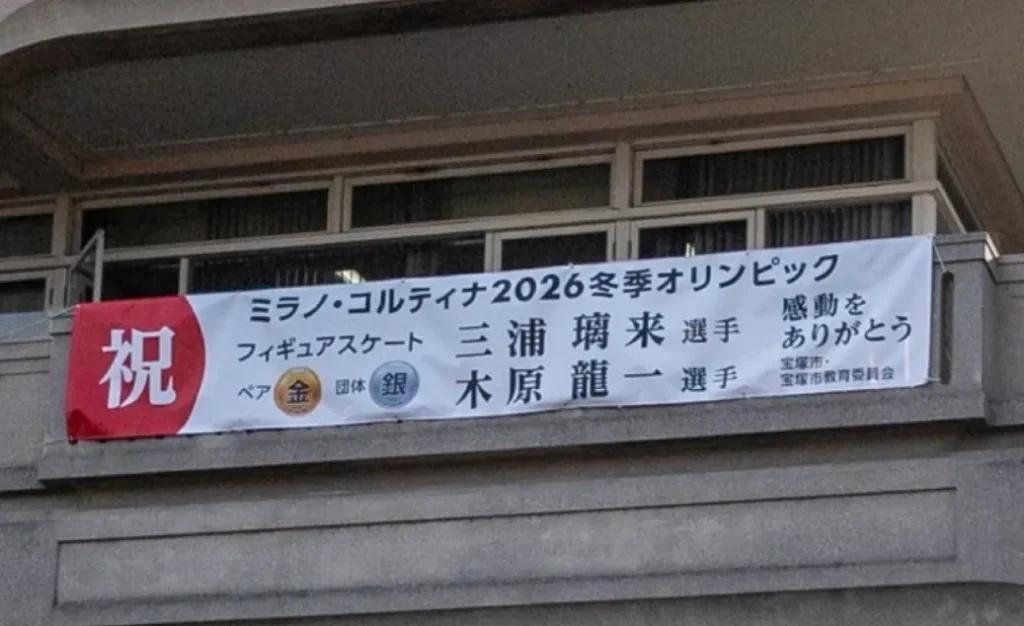 祝
ミラノ・コルティナ2026冬季オリンピック
フィギュアスケート
ペア 金 団体 銀
三浦 璃来 選手
木原 龍一 選手
感動を
ありがとう
宝塚市・
宝塚市教育委員会